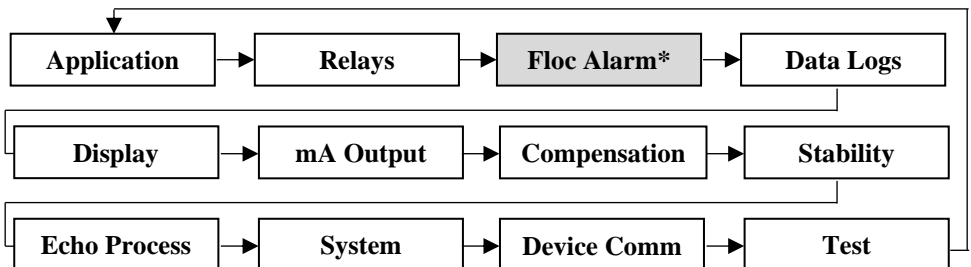 Application Relays Floc Alarm* Data Logs
Display mA Output Compensation Stability
Echo Process System Device Comm Test